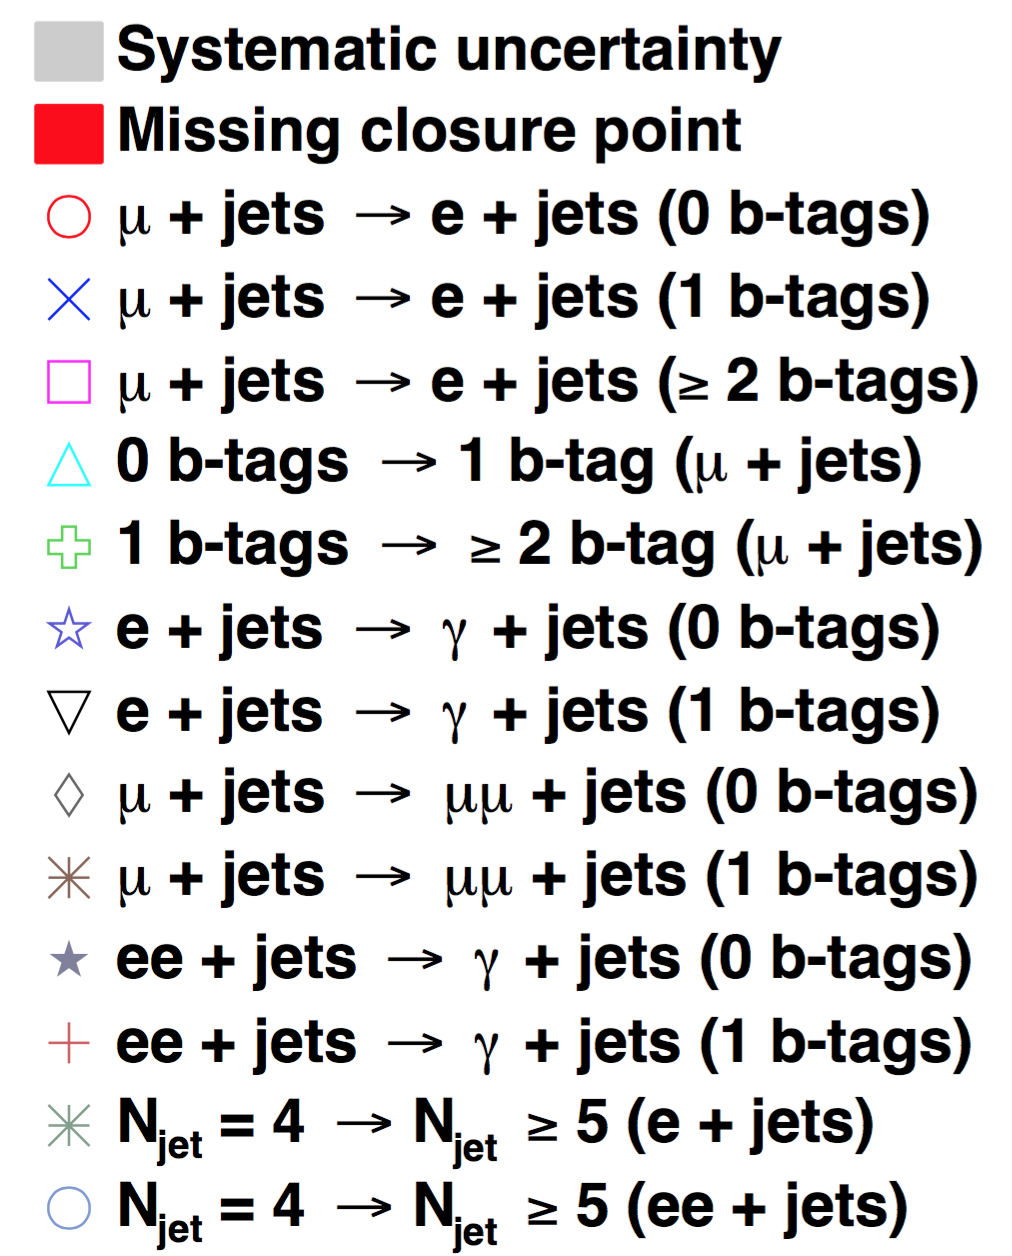 Systematic uncertainty
Missing closure point
μ + jets → e + jets (0 b-tags)
μ + jets → e + jets (1 b-tags)
μ + jets → e + jets (≥ 2 b-tags)
0 b-tags → 1 b-tag (μ + jets)
1 b-tags → ≥ 2 b-tag (μ + jets)
e + jets → γ + jets (0 b-tags)
e + jets → γ + jets (1 b-tags)
μ + jets → μμ + jets (0 b-tags)
μ + jets → μμ + jets (1 b-tags)
ee + jets → γ + jets (0 b-tags)
ee + jets → γ + jets (1 b-tags)
Njet = 4 → Njet ≥ 5 (e + jets)
Njet = 4 → Njet ≥ 5 (ee + jets)